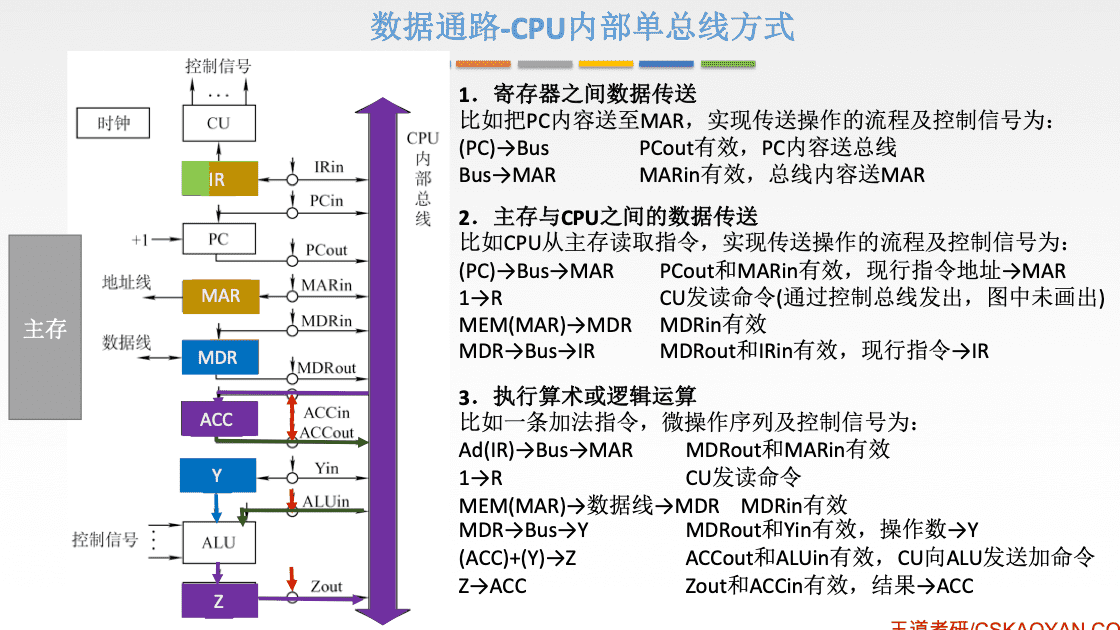 数据通路-CPU内部单总线方式
控制信号
···
时钟
CU
CPU内部总线
IR
IRin
PCin
+1
PC
PCout
地址线
MAR
MARin
主存
MDRin
数据线
MDR
MDRout
ACC
ACCin
ACCout
Y
Yin
ALUin
控制信号
ALU
Z
Zout
1．寄存器之间数据传送
比如把PC内容送至MAR，实现传送操作的流程及控制信号为：
(PC)→Bus PCout有效，PC内容送总线
Bus→MAR MARin有效，总线内容送MAR
2．主存与CPU之间的数据传送
比如CPU从主存读取指令，实现传送操作的流程及控制信号为：
(PC)→Bus→MAR PCout和MARin有效，现行指令地址→MAR
1→R CU发读命令(通过控制总线发出，图中未画出)
MEM(MAR)→MDR MDRin有效
MDR→Bus→IR MDRout和IRin有效，现行指令→IR
3．执行算术或逻辑运算
比如一条加法指令，微操作序列及控制信号为：
Ad(IR)→Bus→MAR MDRout和MARin有效
1→R CU发读命令
MEM(MAR)→数据线→MDR MDRin有效
MDR→Bus→Y MDRout和Yin有效，操作数→Y
(ACC)+(Y)→Z ACCout和ALUin有效，CU向ALU发送加命令
Z→ACC Zout和ACCin有效，结果→ACC
王道考研/CSKAOYAN.CO